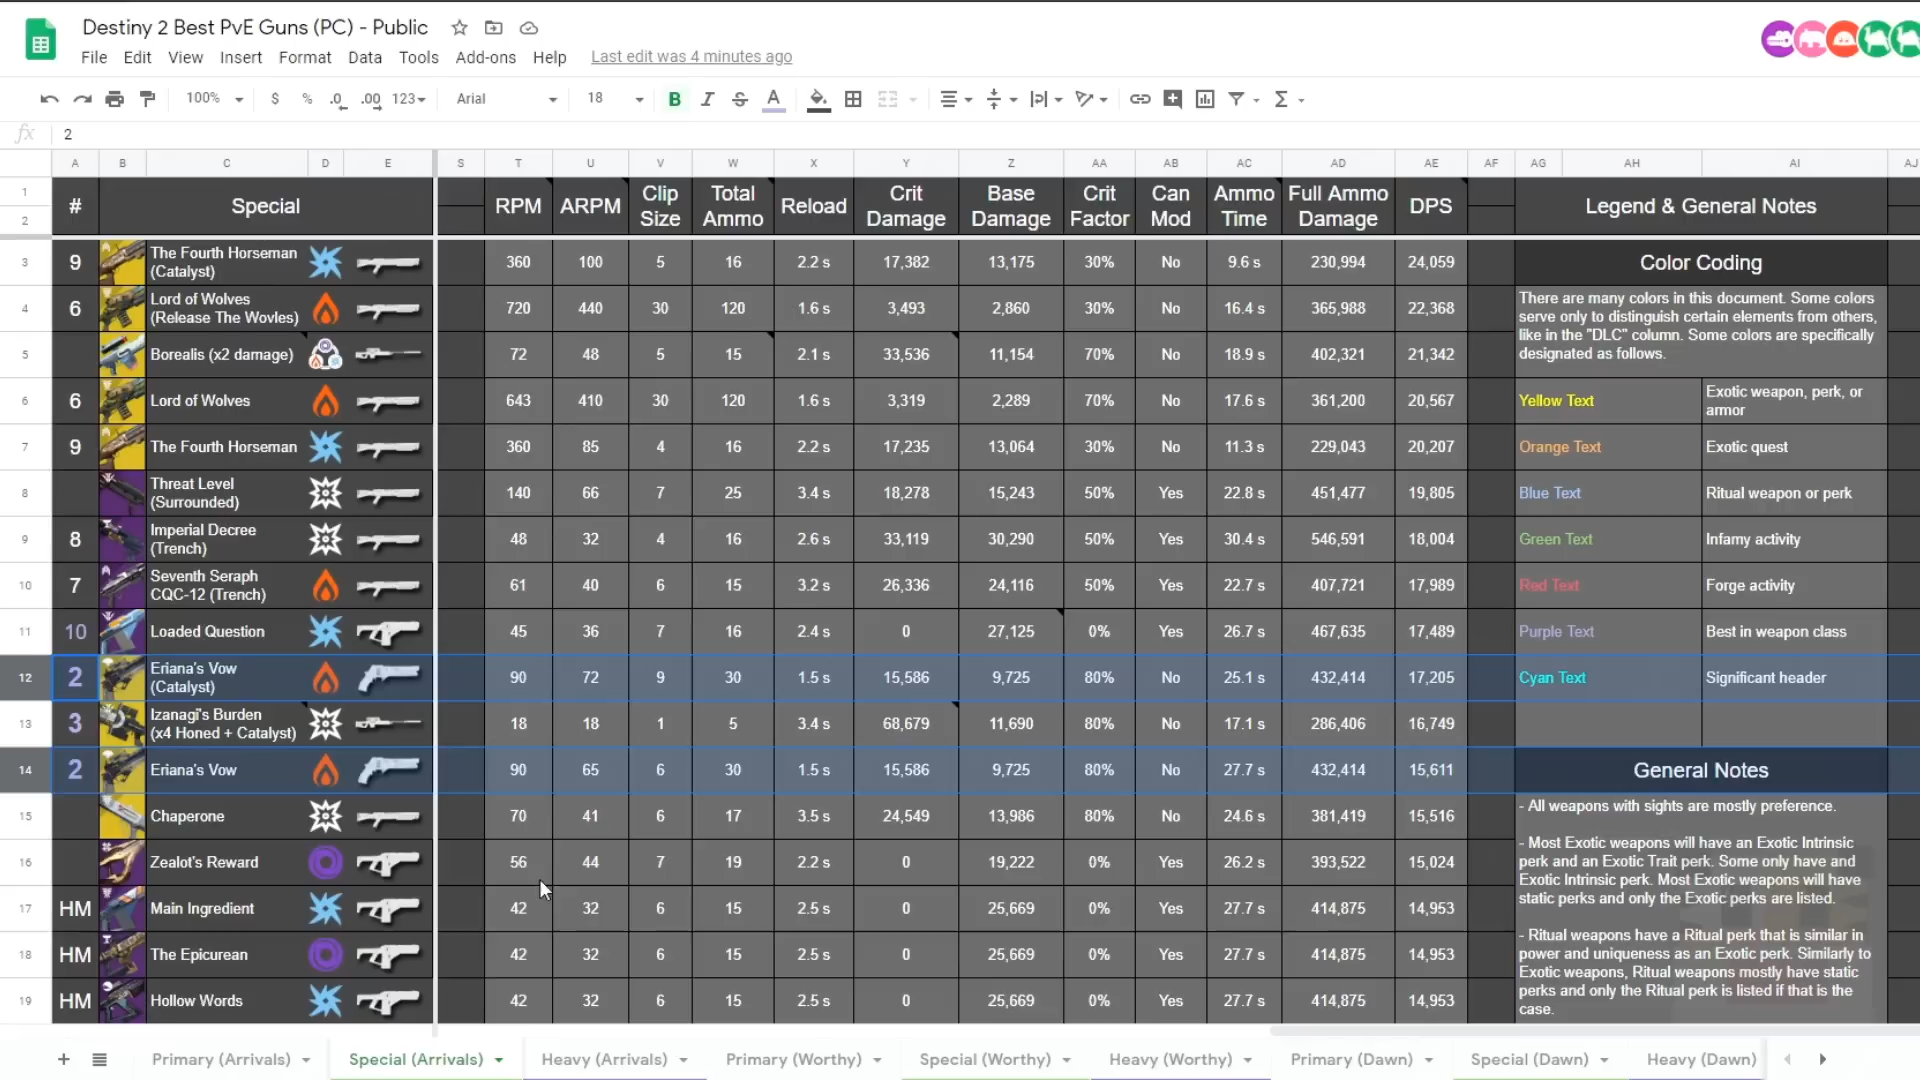 Destiny 2 Best PvE Guns (PC) - Public
File Edit View Insert Format Data Tools Add-ons Help Last edit was 4 minutes ago
100% $ % .0 .00 123 Arial 18 B I S A
fx 2
A B C D E S T U V W X Y Z AA AB AC AD AE AF AG AH AI AJ
1 2 # Special RPM ARPM Clip Size Total Ammo Reload Crit Damage Base Damage Crit Factor Can Mod Ammo Time Full Ammo Damage DPS Legend & General Notes
3 9 The Fourth Horseman (Catalyst) 360 100 5 16 2.2 s 17,382 13,175 30% No 9.6 s 230,994 24,059 Color Coding
4 6 Lord of Wolves (Release The Wovles) 720 440 30 120 1.6 s 3,493 2,860 30% No 16.4 s 365,988 22,368
5 Borealis (x2 damage) 72 48 5 15 2.1 s 33,536 11,154 70% No 18.9 s 402,321 21,342
There are many colors in this document. Some colors
serve only to distinguish certain elements from others,
like in the "DLC" column. Some colors are specifically
designated as follows.
6 6 Lord of Wolves 643 410 30 120 1.6 s 3,319 2,289 70% No 17.6 s 361,200 20,567 Yellow Text Exotic weapon, perk, or armor
7 9 The Fourth Horseman 360 85 4 16 2.2 s 17,235 13,064 30% No 11.3 s 229,043 20,207 Orange Text Exotic quest
8 Threat Level (Surrounded) 140 66 7 25 3.4 s 18,278 15,243 50% Yes 22.8 s 451,477 19,805 Blue Text Ritual weapon or perk
9 8 Imperial Decree (Trench) 48 32 4 16 2.6 s 33,119 30,290 50% Yes 30.4 s 546,591 18,004 Green Text Infamy activity
10 7 Seventh Seraph CQC-12 (Trench) 61 40 6 15 3.2 s 26,336 24,116 50% Yes 22.7 s 407,721 17,989 Red Text Forge activity
11 10 Loaded Question 45 36 7 16 2.4 s 0 27,125 0% Yes 26.7 s 467,635 17,489 Purple Text Best in weapon class
12 2 Eriana's Vow (Catalyst) 90 72 9 30 1.5 s 15,586 9,725 80% No 25.1 s 432,414 17,205 Cyan Text Significant header
13 3 Izanagi's Burden (x4 Honed + Catalyst) 18 18 1 5 3.4 s 68,679 11,690 80% No 17.1 s 286,406 16,749
14 2 Eriana's Vow 90 65 6 30 1.5 s 15,586 9,725 80% No 27.7 s 432,414 15,611 General Notes
15 Chaperone 70 41 6 17 3.5 s 24,549 13,986 80% No 24.6 s 381,419 15,516
16 Zealot's Reward 56 44 7 19 2.2 s 0 19,222 0% Yes 26.2 s 393,522 15,024
17 HM Main Ingredient 42 32 6 15 2.5 s 0 25,669 0% Yes 27.7 s 414,875 14,953
18 HM The Epicurean 42 32 6 15 2.5 s 0 25,669 0% Yes 27.7 s 414,875 14,953
19 HM Hollow Words 42 32 6 15 2.5 s 0 25,669 0% Yes 27.7 s 414,875 14,953
- All weapons with sights are mostly preference.
- Most Exotic weapons will have an Exotic Intrinsic
perk and an Exotic Trait perk. Some only have and
Exotic Intrinsic perk. Most Exotic weapons will have
static perks and only the Exotic perks are listed.
- Ritual weapons have a Ritual perk that is similar in
power and uniqueness as an Exotic perk. Similarly to
Exotic weapons, Ritual weapons mostly have static
perks and only the Ritual perk is listed if that is the
case.
+ Primary (Arrivals) Special (Arrivals) Heavy (Arrivals) Primary (Worthy) Special (Worthy) Heavy (Worthy) Primary (Dawn) Special (Dawn) Heavy (Dawn)